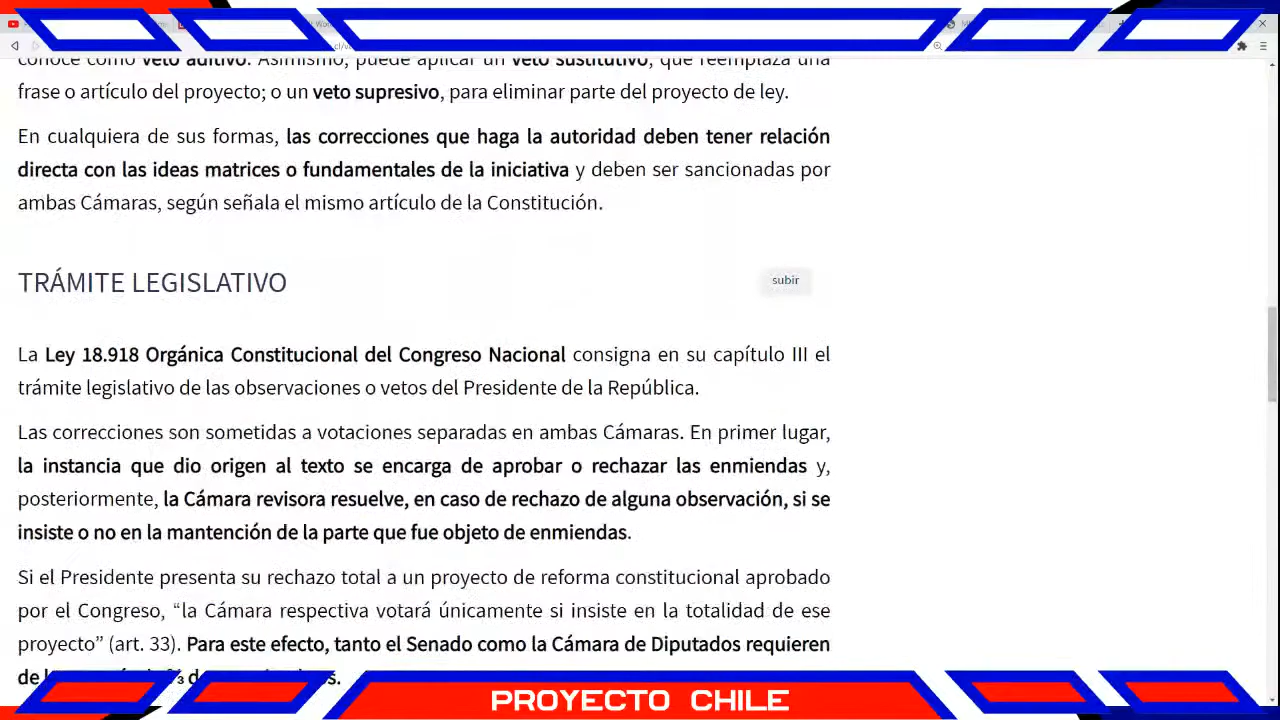 conoce como veto aditivo. Asimismo, puede aplicar un veto sustitutivo, que reemplaza una
frase o artículo del proyecto; o un veto supresivo, para eliminar parte del proyecto de ley.
En cualquiera de sus formas, las correcciones que haga la autoridad deben tener relación
directa con las ideas matrices o fundamentales de la iniciativa y deben ser sancionadas por
ambas Cámaras, según señala el mismo artículo de la Constitución.
TRÁMITE LEGISLATIVO
subir
La Ley 18.918 Orgánica Constitucional del Congreso Nacional consigna en su capítulo III el
trámite legislativo de las observaciones o vetos del Presidente de la República.
Las correcciones son sometidas a votaciones separadas en ambas Cámaras. En primer lugar,
la instancia que dio origen al texto se encarga de aprobar o rechazar las enmiendas y,
posteriormente, la Cámara revisora resuelve, en caso de rechazo de alguna observación, si se
insiste o no en la mantención de la parte que fue objeto de enmiendas.
Si el Presidente presenta su rechazo total a un proyecto de reforma constitucional aprobado
por el Congreso, “la Cámara respectiva votará únicamente si insiste en la totalidad de ese
proyecto” (art. 33). Para este efecto, tanto el Senado como la Cámara de Diputados requieren
de
PROYECTO CHILE